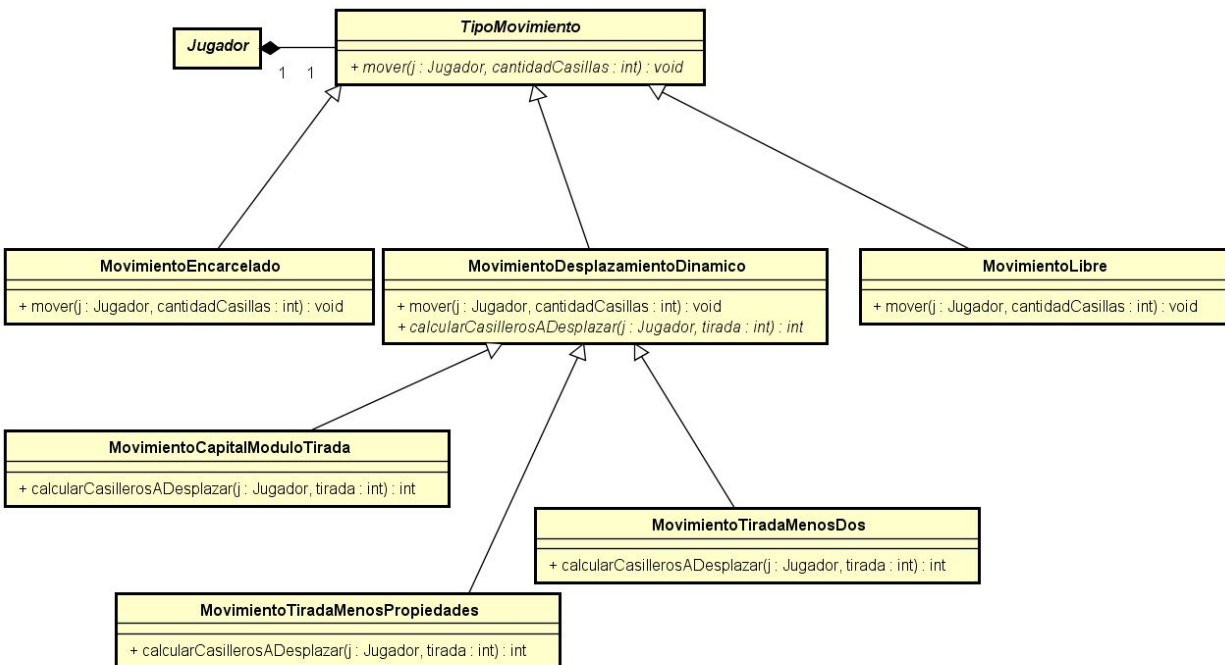 TipoMovimiento
Jugador
+ mover(j : Jugador, cantidadCasillas : int) : void
1 1
MovimientoEncarcelado
+ mover(j : Jugador, cantidadCasillas : int) : void
MovimientoDesplazamientoDinamico
+ mover(j : Jugador, cantidadCasillas : int) : void
+ calcularCasillerosADesplazar(j : Jugador, tirada : int) : int
MovimientoLibre
+ mover(j : Jugador, cantidadCasillas : int) : void
MovimientoCapitalModuloTirada
+ calcularCasillerosADesplazar(j : Jugador, tirada : int) : int
MovimientoTiradaMenosDos
+ calcularCasillerosADesplazar(j : Jugador, tirada : int) : int
MovimientoTiradaMenosPropiedades
+ calcularCasillerosADesplazar(j : Jugador, tirada : int) : int